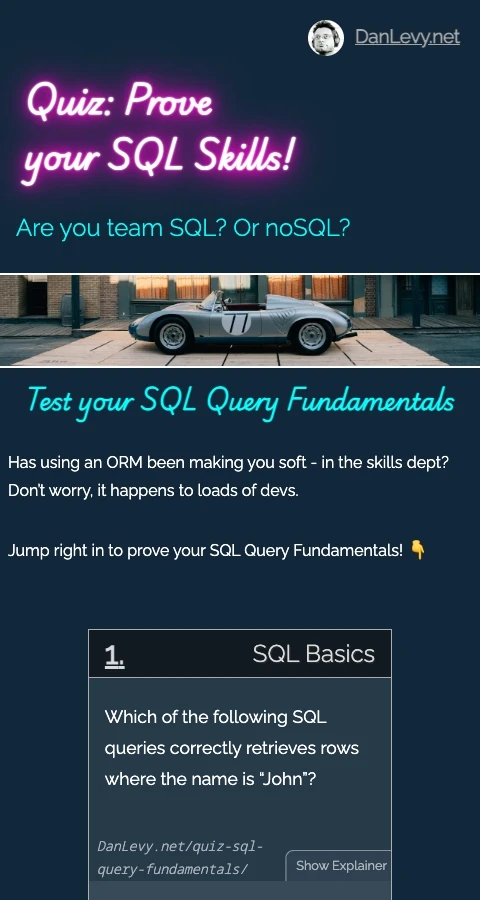 DanLevy.net
Quiz: Prove
your SQL Skills!
Are you team SQL? Or noSQL?
77
Test your SQL Query Fundamentals
Has using an ORM been making you soft - in the skills dept?
Don't worry, it happens to loads of devs.
Jump right in to prove your SQL Query Fundamentals! 👇
1. SQL Basics
Which of the following SQL
queries correctly retrieves rows
where the name is “John”?
DanLevy.net/quiz-sql-
query-fundamentals/
Show Explainer